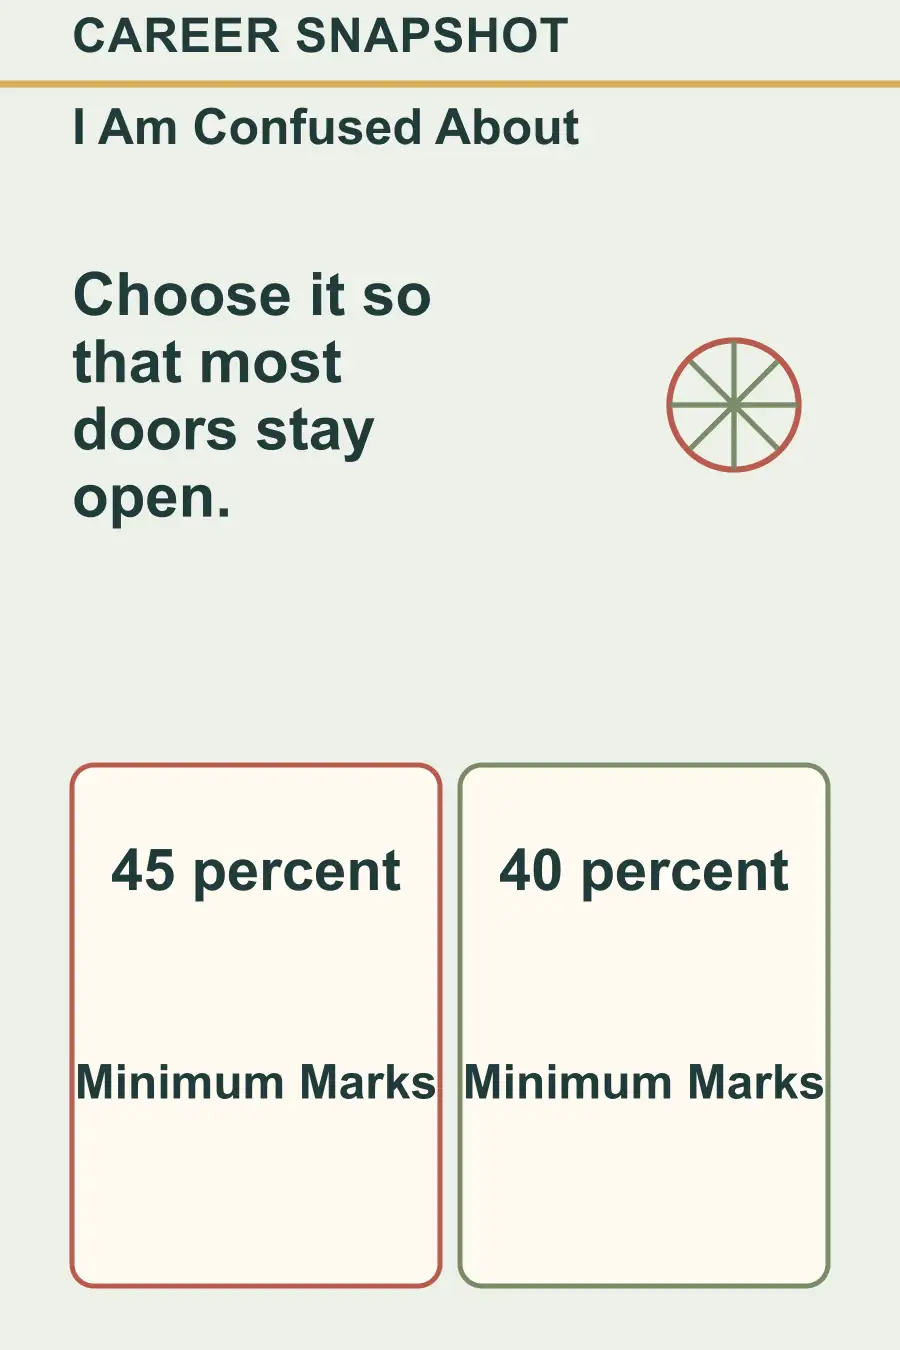 CAREER SNAPSHOT
I Am Confused About
Choose it so
that most
doors stay
open.
45 percent
Minimum Marks
40 percent
Minimum Marks